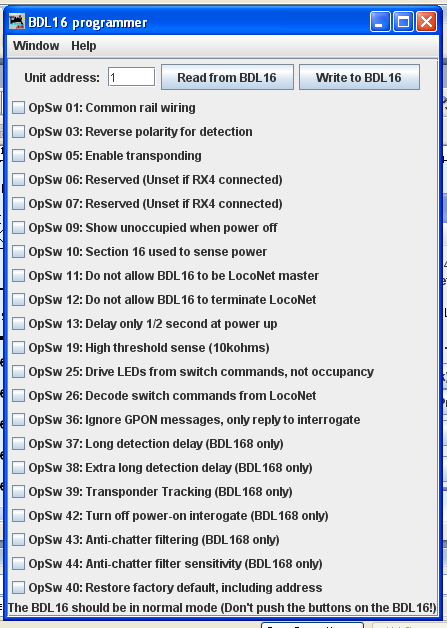 BDL16 programmer
Window Help
Unit address: 1 Read from BDL16 Write to BDL16
OpSw 01: Common rail wiring
OpSw 03: Reverse polarity for detection
OpSw 05: Enable transponding
OpSw 06: Reserved (Unset if RX4 connected)
OpSw 07: Reserved (Unset if RX4 connected)
OpSw 09: Show unoccupied when power off
OpSw 10: Section 16 used to sense power
OpSw 11: Do not allow BDL16 to be LocoNet master
OpSw 12: Do not allow BDL16 to terminate LocoNet
OpSw 13: Delay only 1/2 second at power up
OpSw 19: High threshold sense (10kohms)
OpSw 25: Drive LEDs from switch commands, not occupancy
OpSw 26: Decode switch commands from LocoNet
OpSw 36: Ignore GPON messages, only reply to interrogate
OpSw 37: Long detection delay (BDL168 only)
OpSw 38: Extra long detection delay (BDL168 only)
OpSw 39: Transponder Tracking (BDL168 only)
OpSw 42: Turn off power-on interogate (BDL168 only)
OpSw 43: Anti-chatter filtering (BDL168 only)
OpSw 44: Anti-chatter filter sensitivity (BDL168 only)
OpSw 40: Restore factory default, including address
The BDL16 should be in normal mode (Don't push the buttons on the BDL16!)